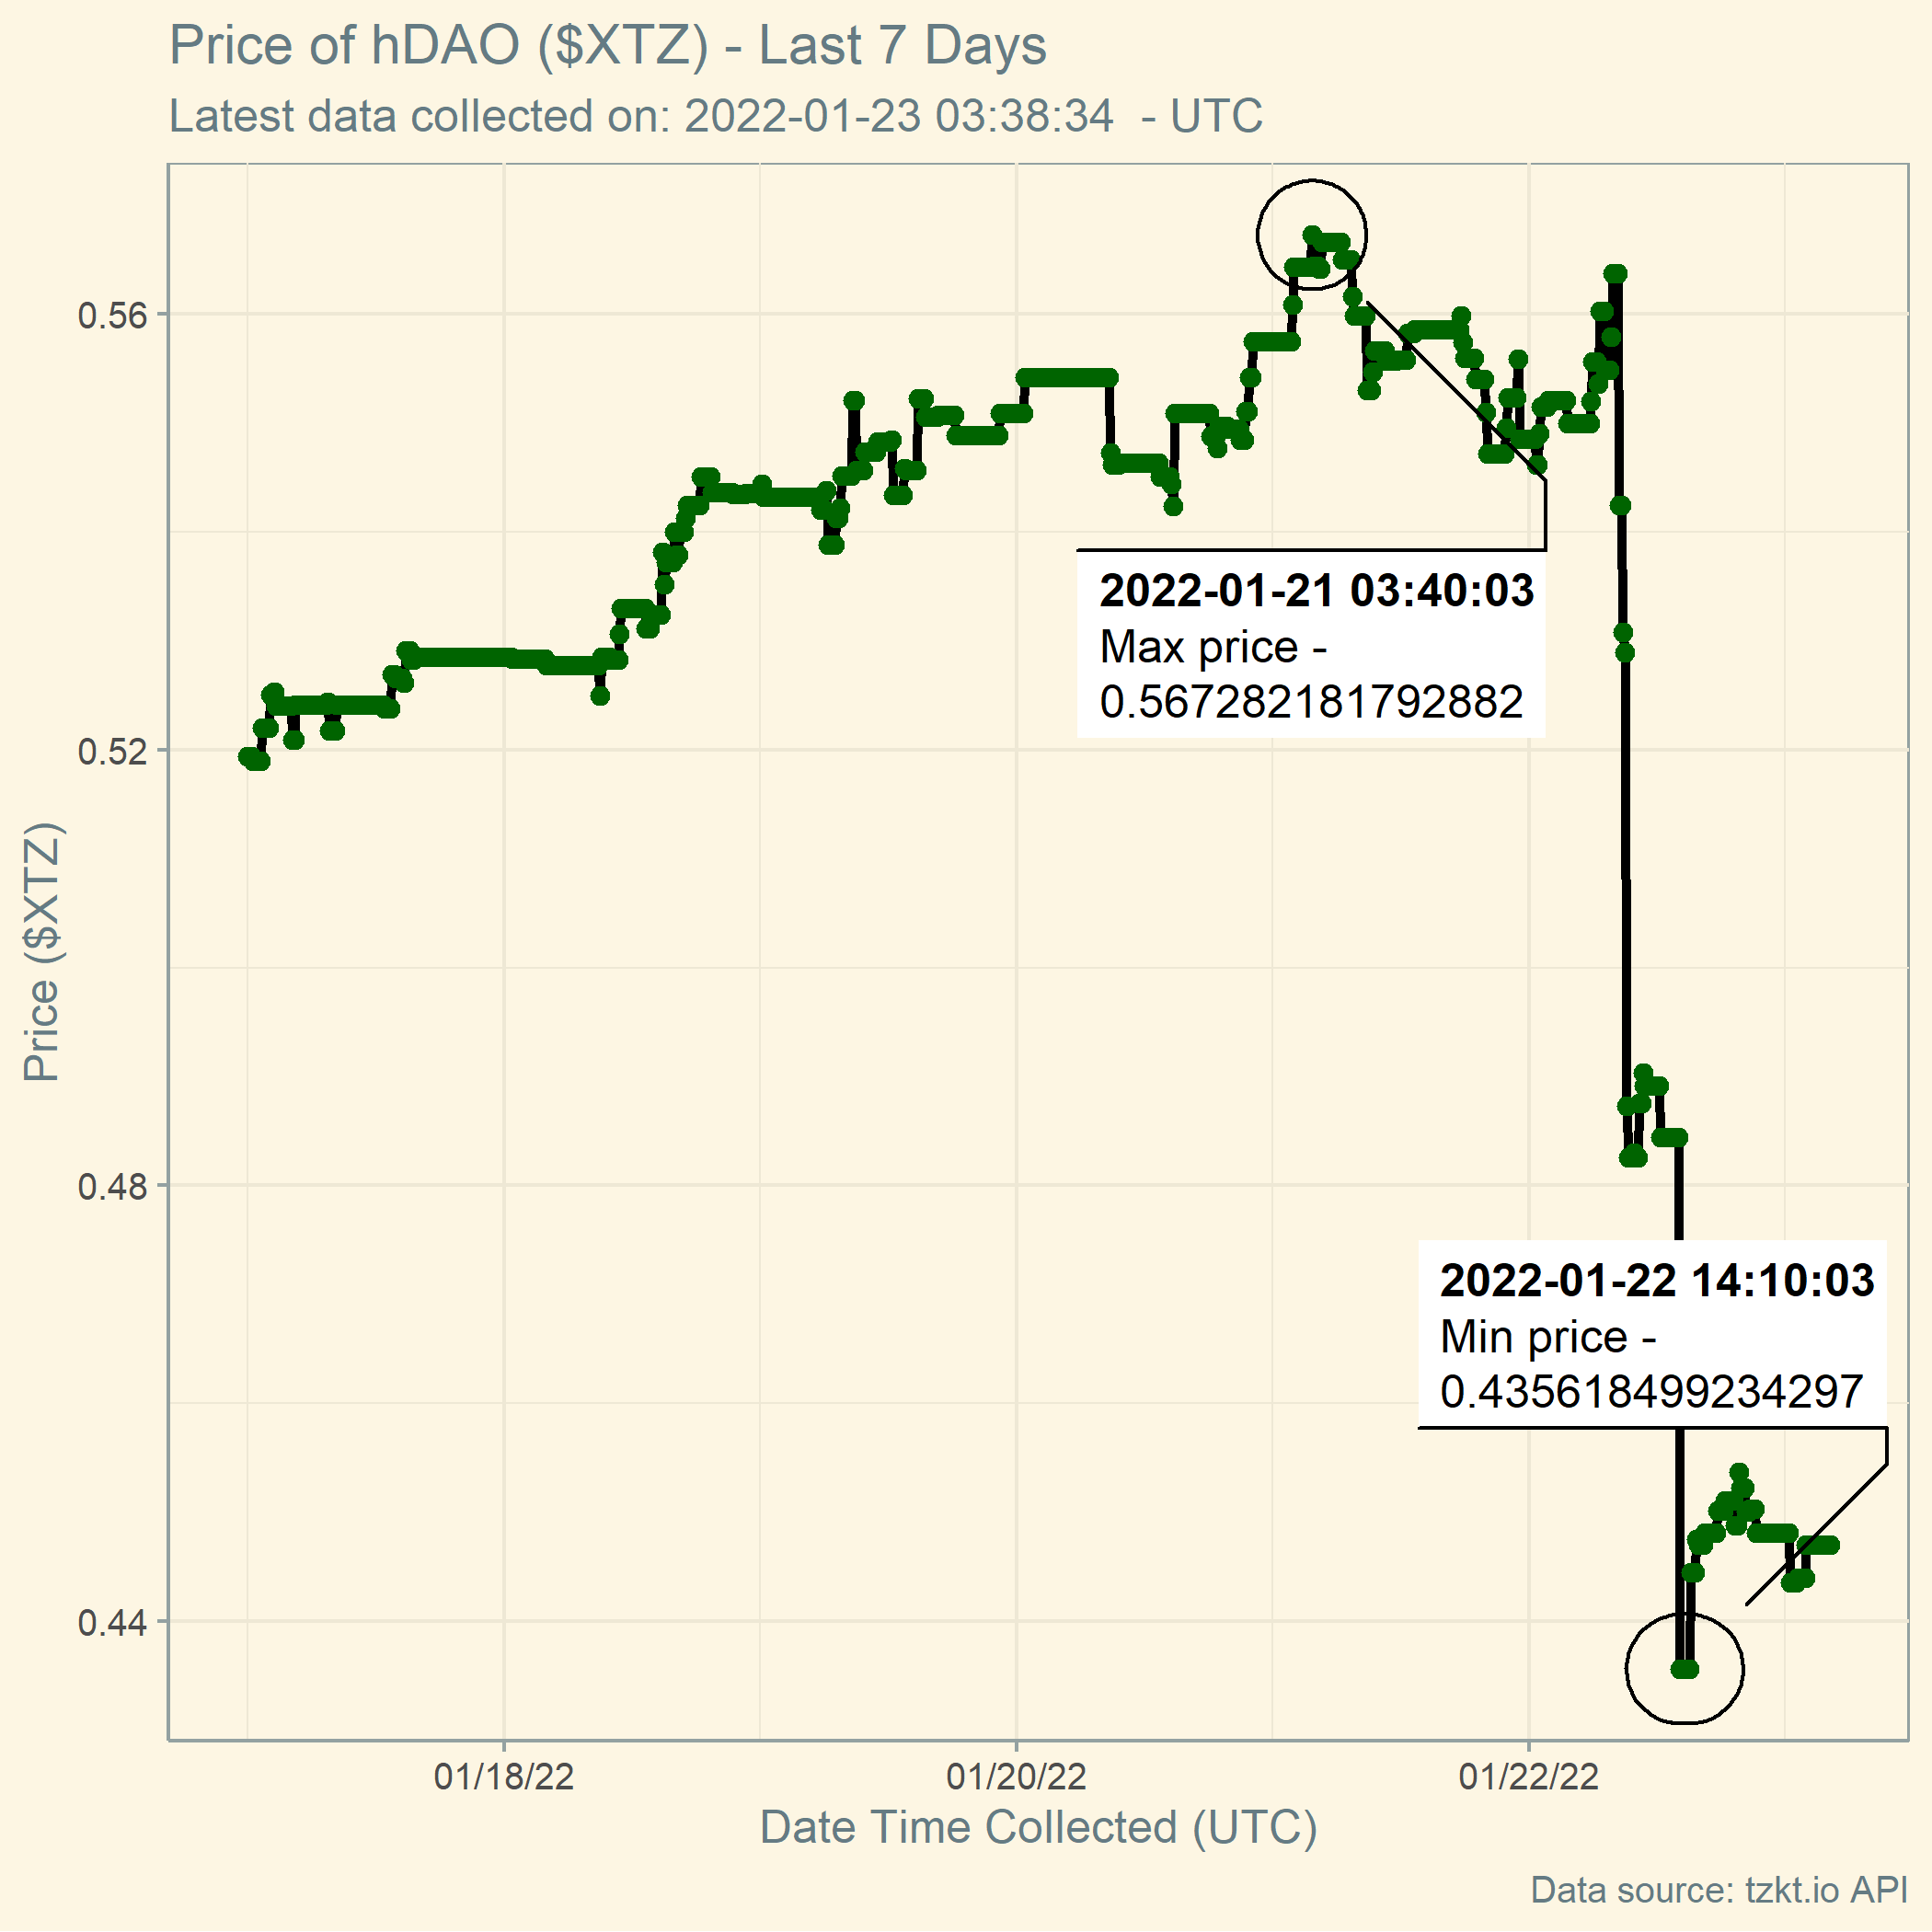 Price of hDAO ($XTZ) - Last 7 Days
Latest data collected on: 2022-01-23 03:38:34  - UTC
0.56
0.52
0.48
0.44
Price ($XTZ)
2022-01-21 03:40:03
Max price -
0.567282181792882
2022-01-22 14:10:03
Min price -
0.435618499234297
01/18/22
01/20/22
01/22/22
Date Time Collected (UTC)
Data source: tzkt.io API